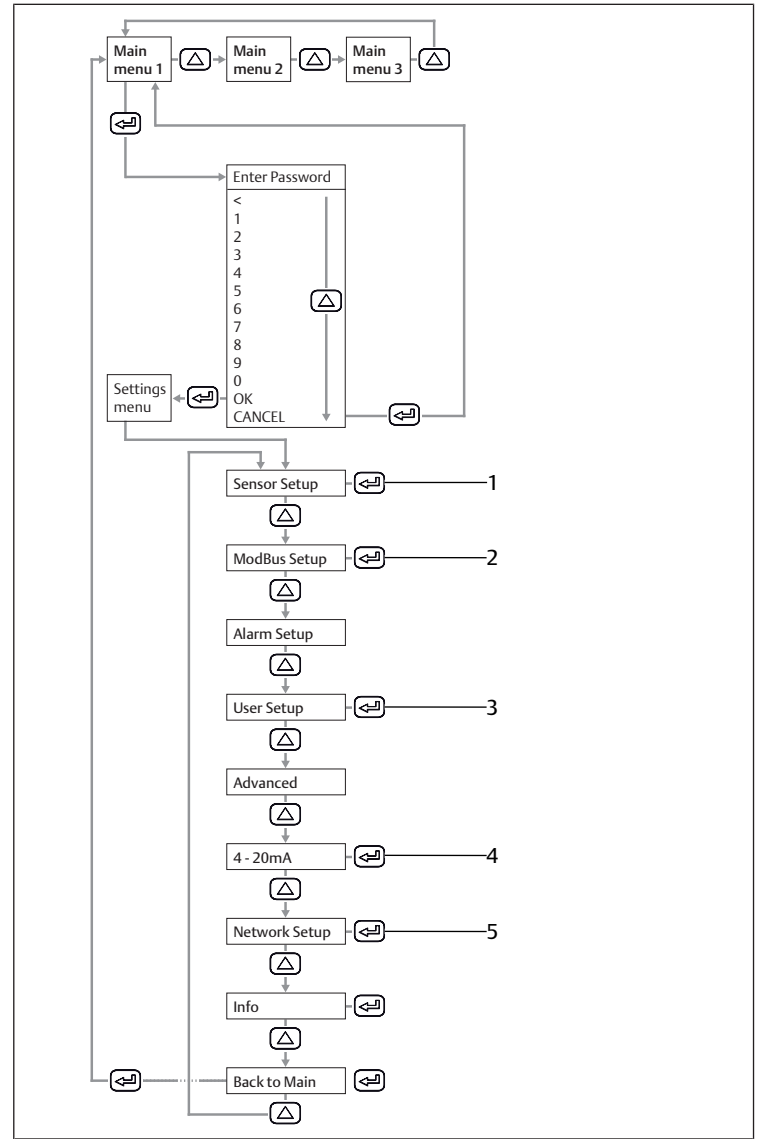 Main
menu 1
Main
menu 2
Main
menu 3
Enter Password
<
1
2
3
4
5
6
7
8
9
0
OK
CANCEL
Settings
menu
Sensor Setup
1
ModBus Setup
2
Alarm Setup
User Setup
3
Advanced
4 - 20mA
4
Network Setup
5
Info
Back to Main